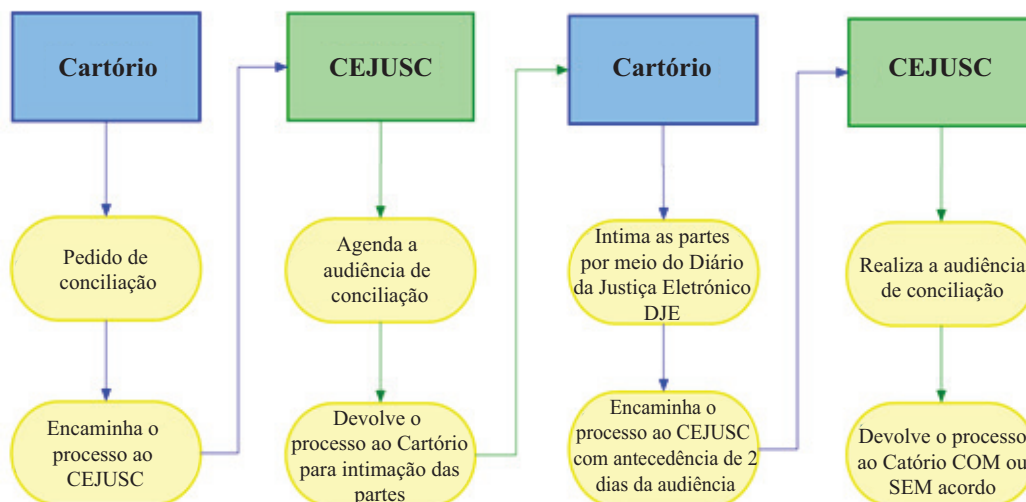 Cartório
Pedido de
conciliação
Encaminha o
processo ao
CEJUSC
CEJUSC
Agenda a
audiência de
conciliação
Devolve o
processo ao Cartório
para intimação das
partes
Cartório
Intima as partes
por meio do Diário
da Justiça Eletrónico
DJE
Encaminha o
processo ao CEJUSC
com antecedência de 2
dias da audiência
CEJUSC
Realiza a audiência
de conciliação
Devolve o processo
ao Catório COM ou
SEM acordo